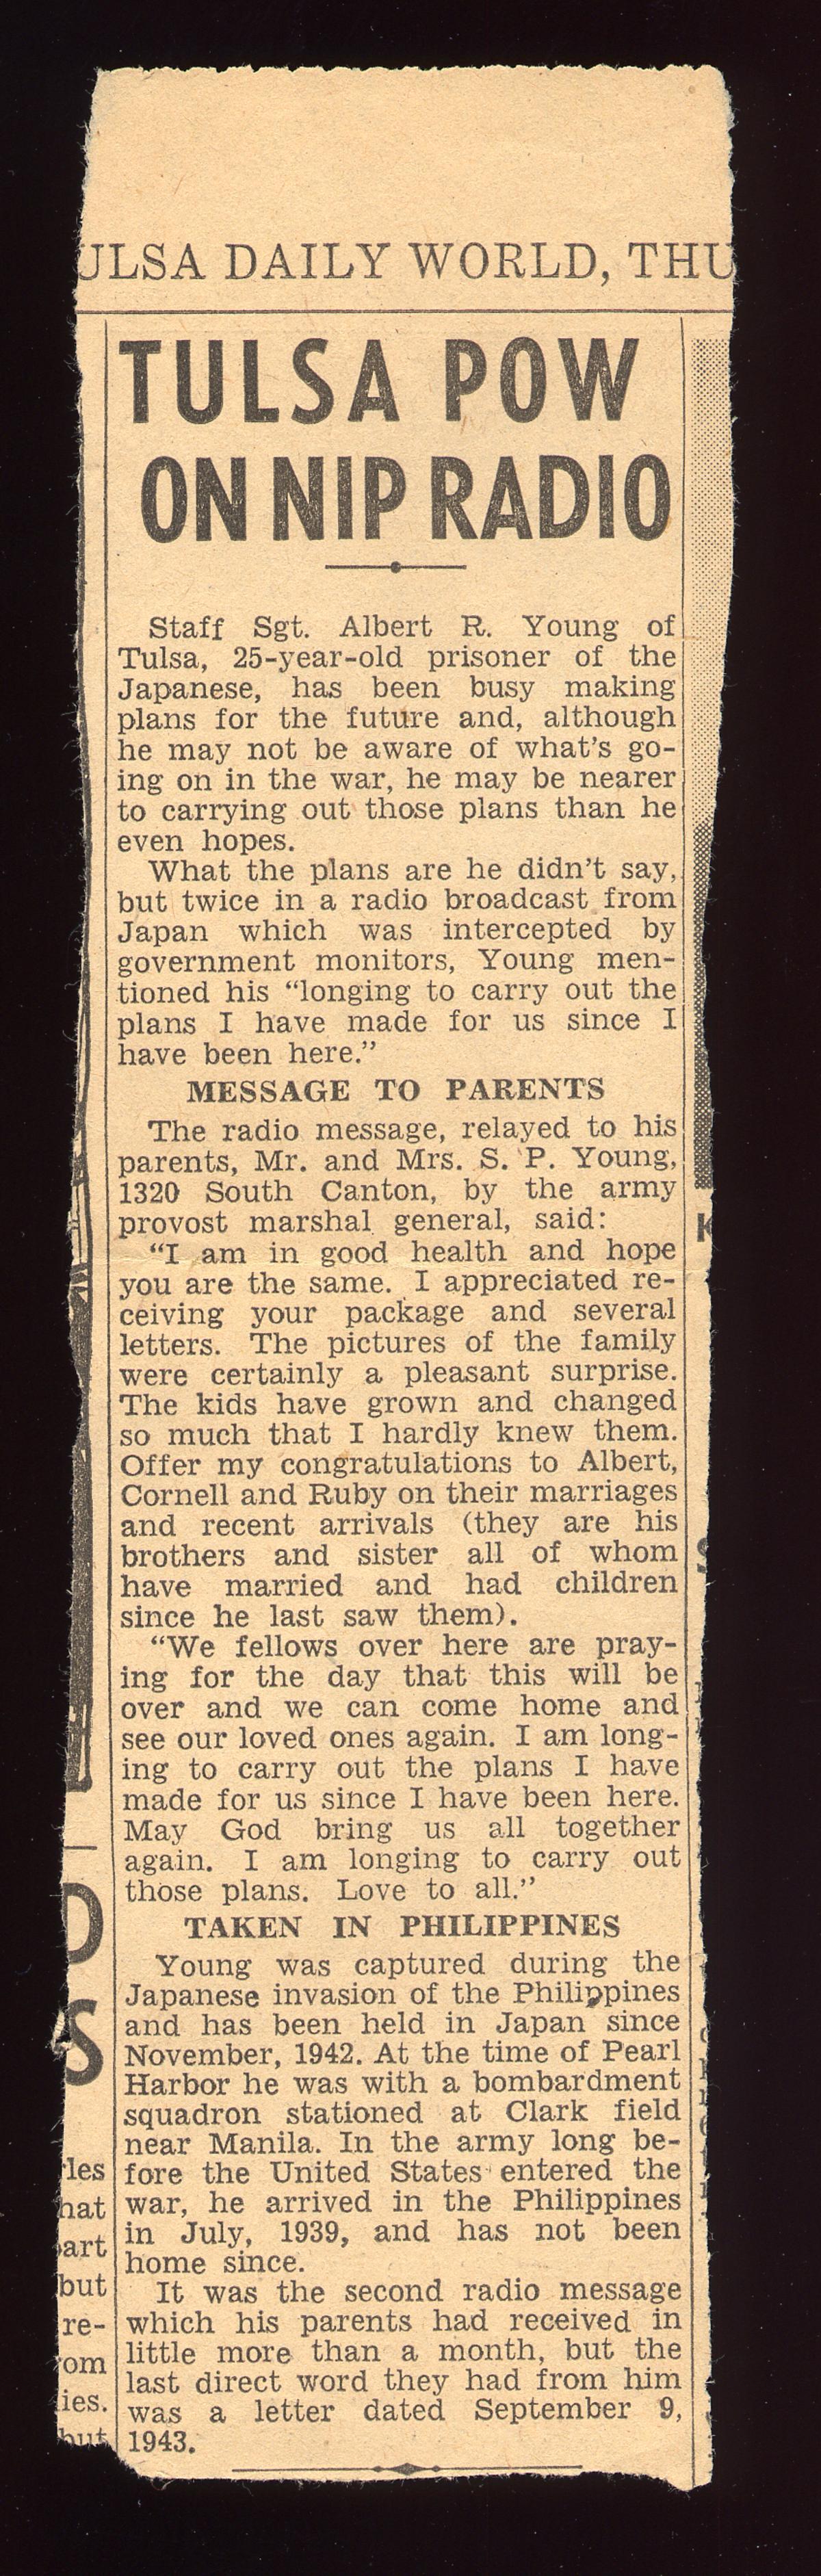 ULSA DAILY WORLD, THU
TULSA POW
ON NIP RADIO
Staff Sgt. Albert R. Young of
Tulsa, 25-year-old prisoner of the
Japanese, has been busy making
plans for the future and, although
he may not be aware of what's go-
ing on in the war, he may be nearer
to carrying out those plans than he
even hopes.
What the plans are he didn't say,
but twice in a radio broadcast from
Japan which was intercepted by
government monitors, Young men-
tioned his “longing to carry out the
plans I have made for us since I
have been here.”
MESSAGE TO PARENTS
The radio message, relayed to his
parents, Mr. and Mrs. S. P. Young,
1320 South Canton, by the army
provost marshal general, said:
“I am in good health and hope
you are the same. I appreciated re-
ceiving your package and several
letters. The pictures of the family
were certainly a pleasant surprise.
The kids have grown and changed
so much that I hardly knew them.
Offer my congratulations to Albert,
Cornell and Ruby on their marriages
and recent arrivals (they are his
brothers and sister all of whom
have married and had children
since he last saw them).
“We fellows over here are pray-
ing for the day that this will be
over and we can come home and
see our loved ones again. I am long-
ing to carry out the plans I have
made for us since I have been here.
May God bring us all together
again. I am longing to carry out
those plans. Love to all.”
TAKEN IN PHILIPPINES
Young was captured during the
Japanese invasion of the Philippines
and has been held in Japan since
November, 1942. At the time of Pearl
Harbor he was with a bombardment
squadron stationed at Clark field
near Manila. In the army long be-
fore the United States entered the
war, he arrived in the Philippines
in July, 1939, and has not been
home since.
It was the second radio message
which his parents had received in
little more than a month, but the
last direct word they had from him
was a letter dated September 9,
1943.
D
S
les
hat
art
but
re-
om
ies.
but